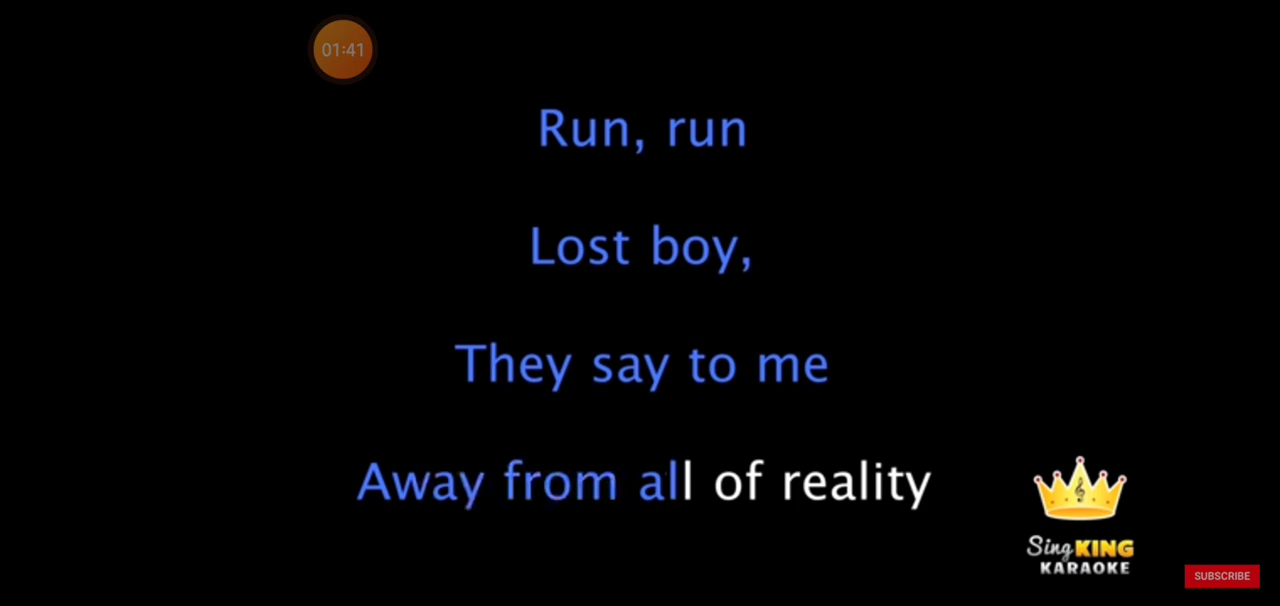 01:41
Run, run
Lost boy,
They say to me
Away from all of reality
Sing KING
KARAOKE
SUBSCRIBE